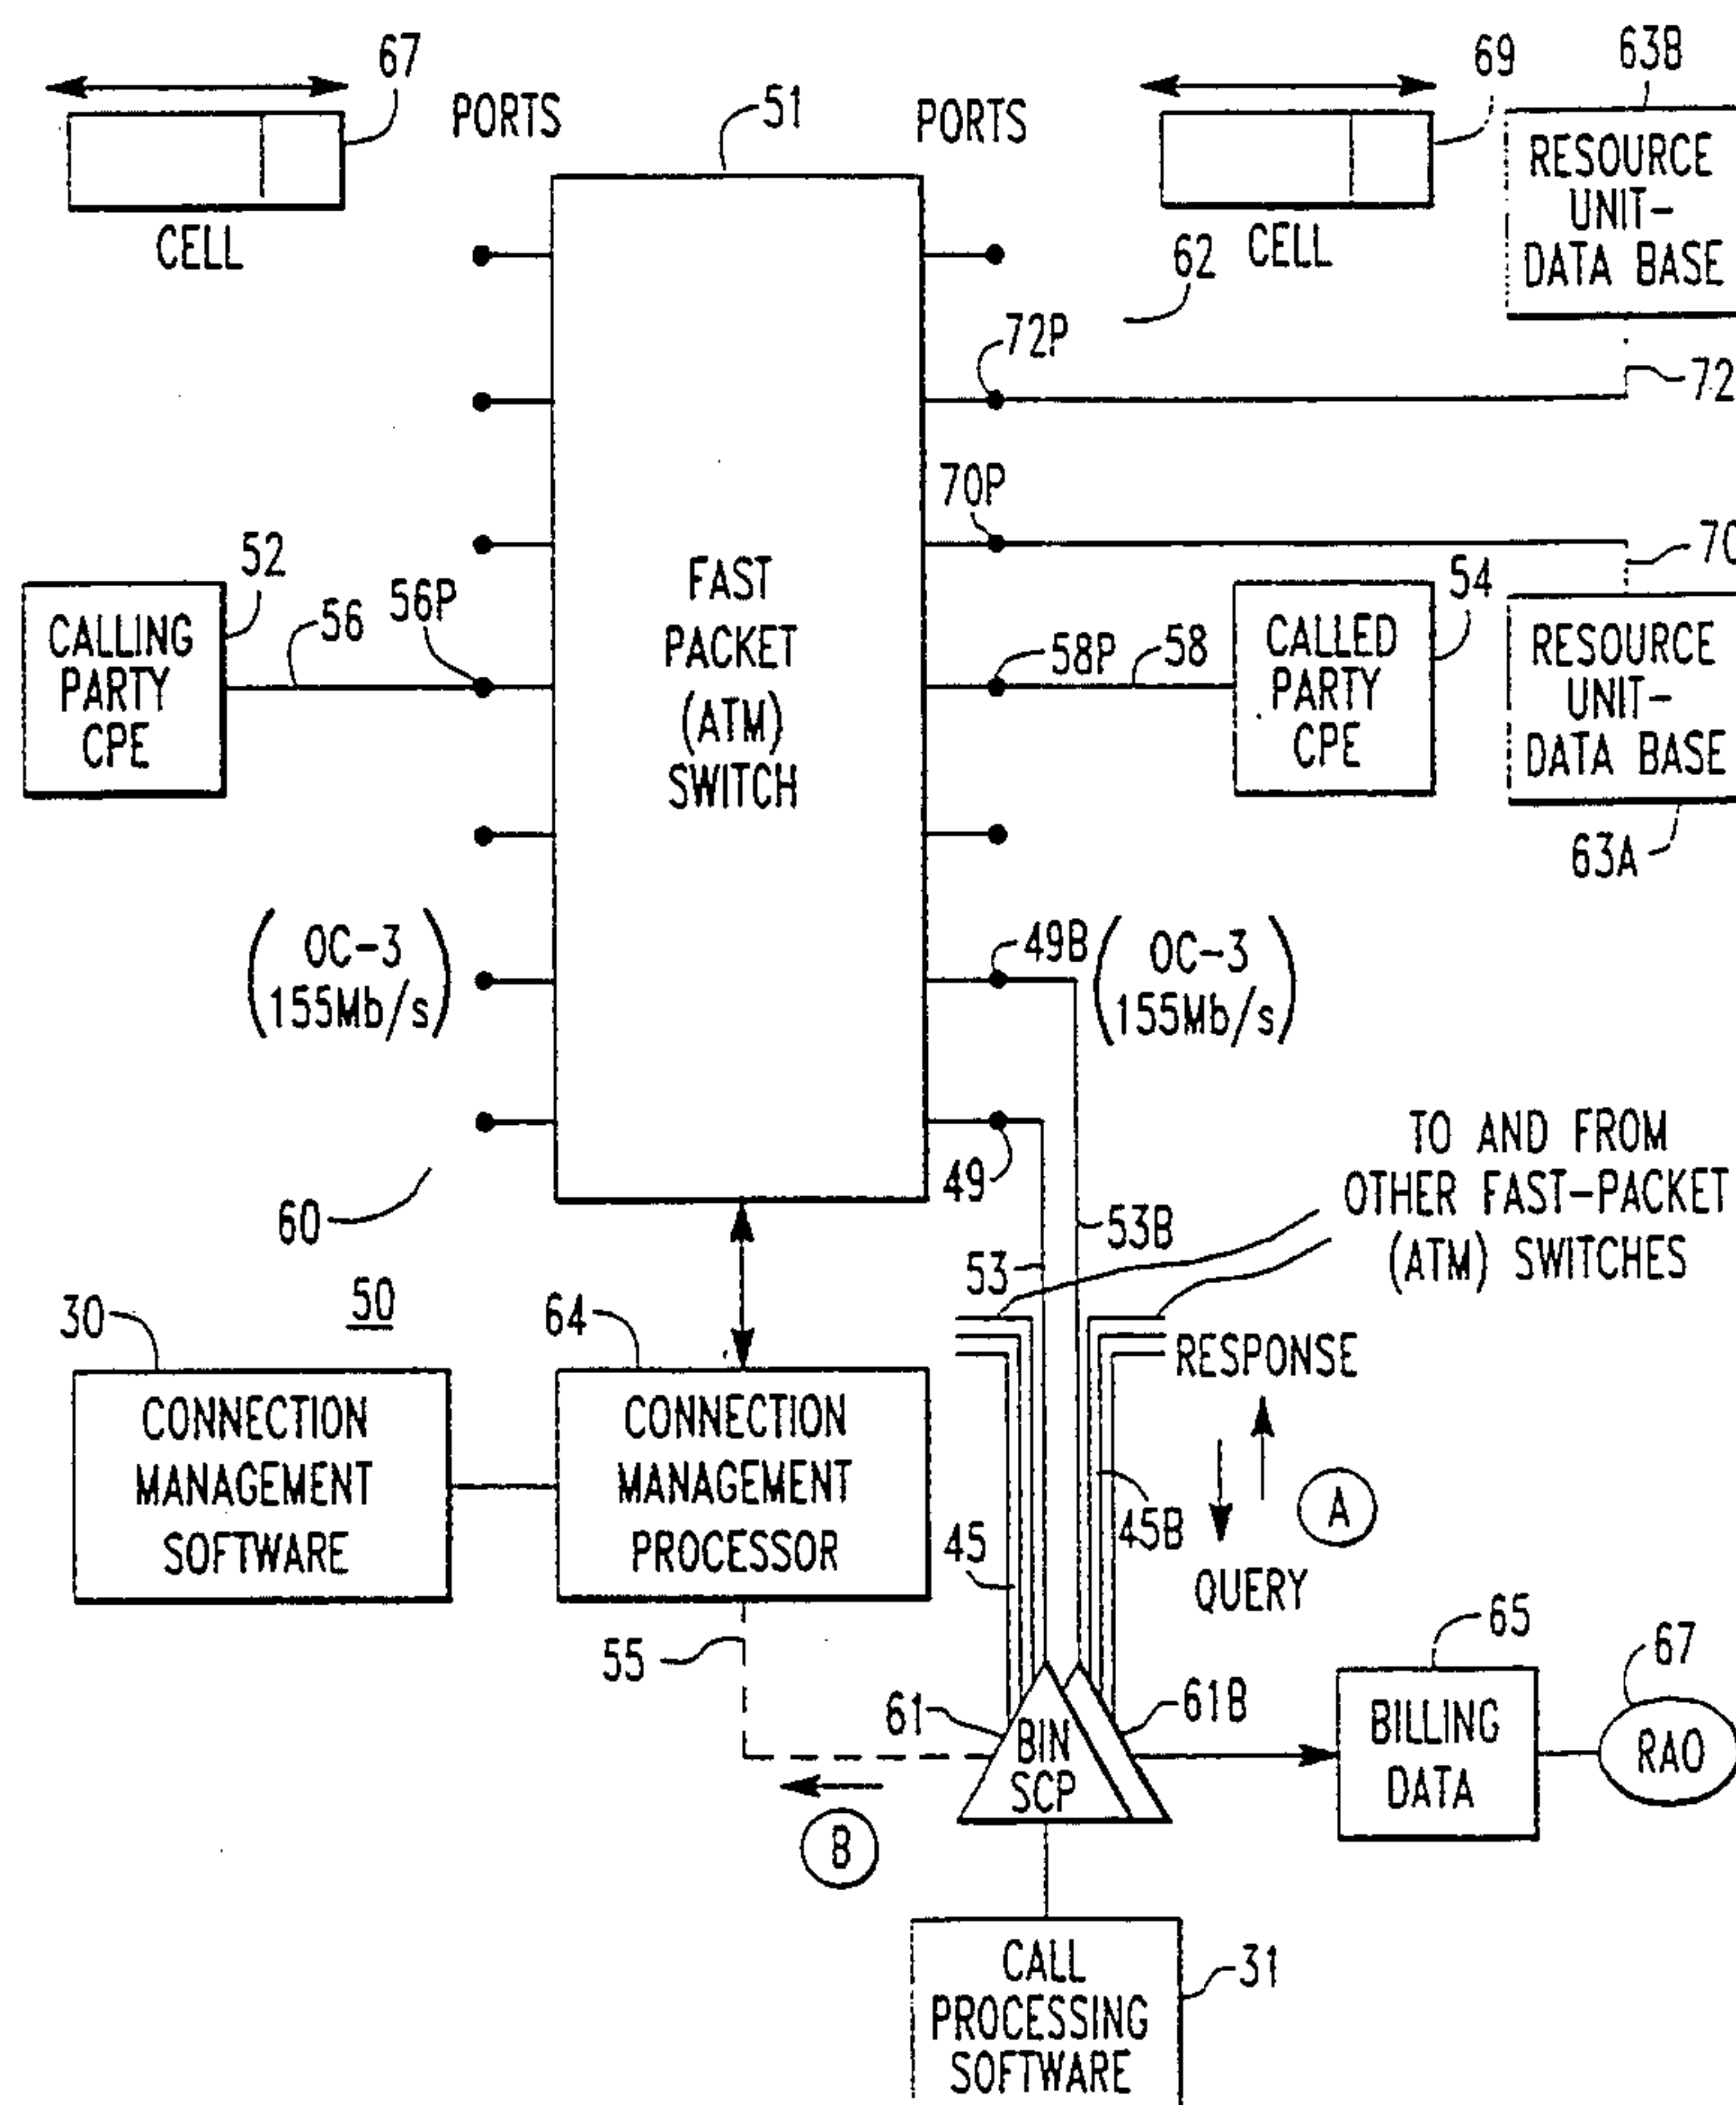 67
PORTS
51
PORTS
69
63B
CELL
62
CELL
RESOURCE
UNIT-
DATA BASE
72P
72
70P
70
52
CALLING
PARTY
CPE
56
56P
FAST
PACKET
(ATM)
SWITCH
58P
58
54
CALLED
PARTY
CPE
RESOURCE
UNIT-
DATA BASE
63A
(OC-3
155Mb/s)
49B
(OC-3
155Mb/s)
49
60
53
53B
TO AND FROM
OTHER FAST-PACKET
(ATM) SWITCHES
30
50
64
CONNECTION
MANAGEMENT
SOFTWARE
CONNECTION
MANAGEMENT
PROCESSOR
RESPONSE
A
45
45B
QUERY
55
61
BIN
SCP
61B
65
BILLING
DATA
67
RAO
B
CALL
PROCESSING
SOFTWARE
31